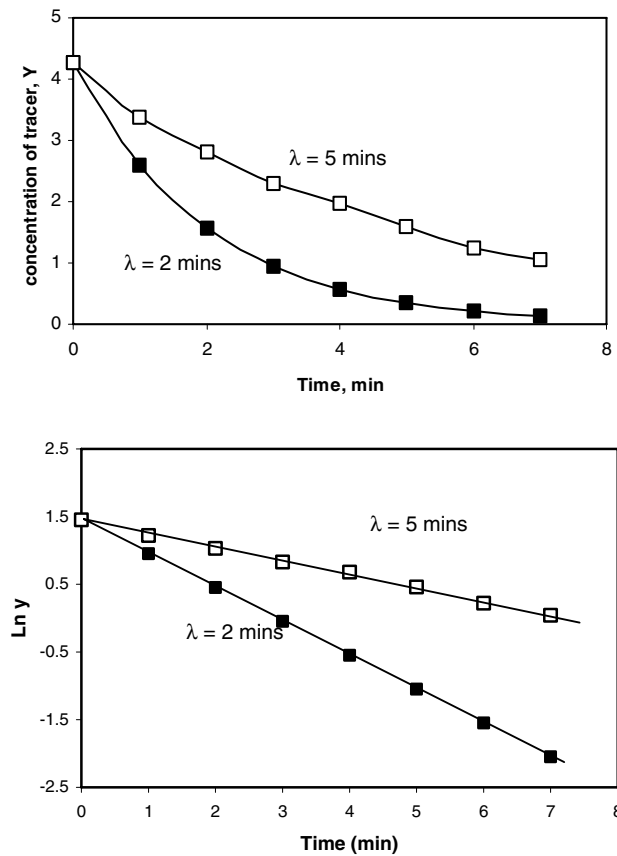 5
4
3
2
1
0
concentration of tracer, Y
λ = 5 mins
λ = 2 mins
0 2 4 6 8
Time, min
2.5
1.5
0.5
-0.5
-1.5
-2.5
Ln y
λ = 5 mins
λ = 2 mins
0 1 2 3 4 5 6 7 8
Time (min)